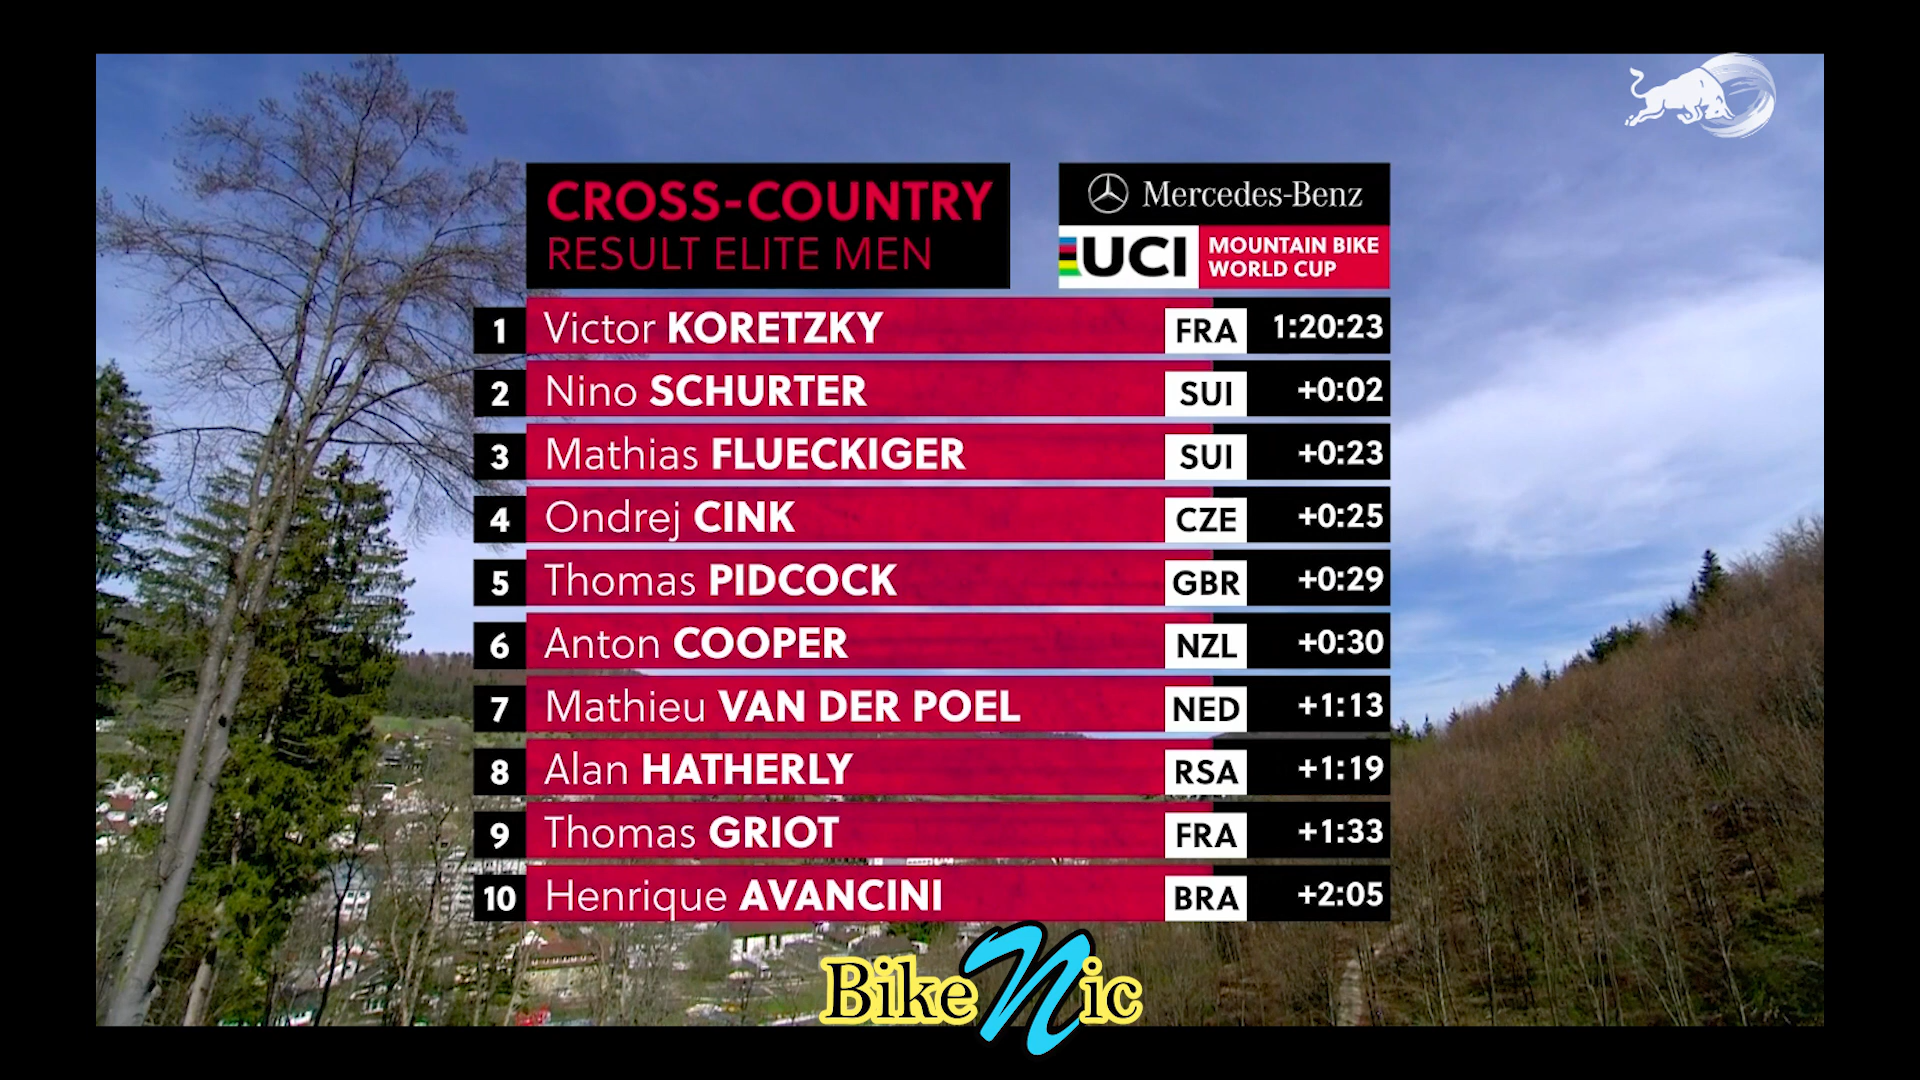 CROSS-COUNTRY
RESULT ELITE MEN
Mercedes-Benz
UCI MOUNTAIN BIKE
WORLD CUP
1 Victor KORETZKY FRA 1:20:23
2 Nino SCHURTER SUI +0:02
3 Mathias FLUECKIGER SUI +0:23
4 Ondrej CINK CZE +0:25
5 Thomas PIDCOCK GBR +0:29
6 Anton COOPER NZL +0:30
7 Mathieu VAN DER POEL NED +1:13
8 Alan HATHERLY RSA +1:19
9 Thomas GRIOT FRA +1:33
10 Henrique AVANCINI BRA +2:05
BikeNic